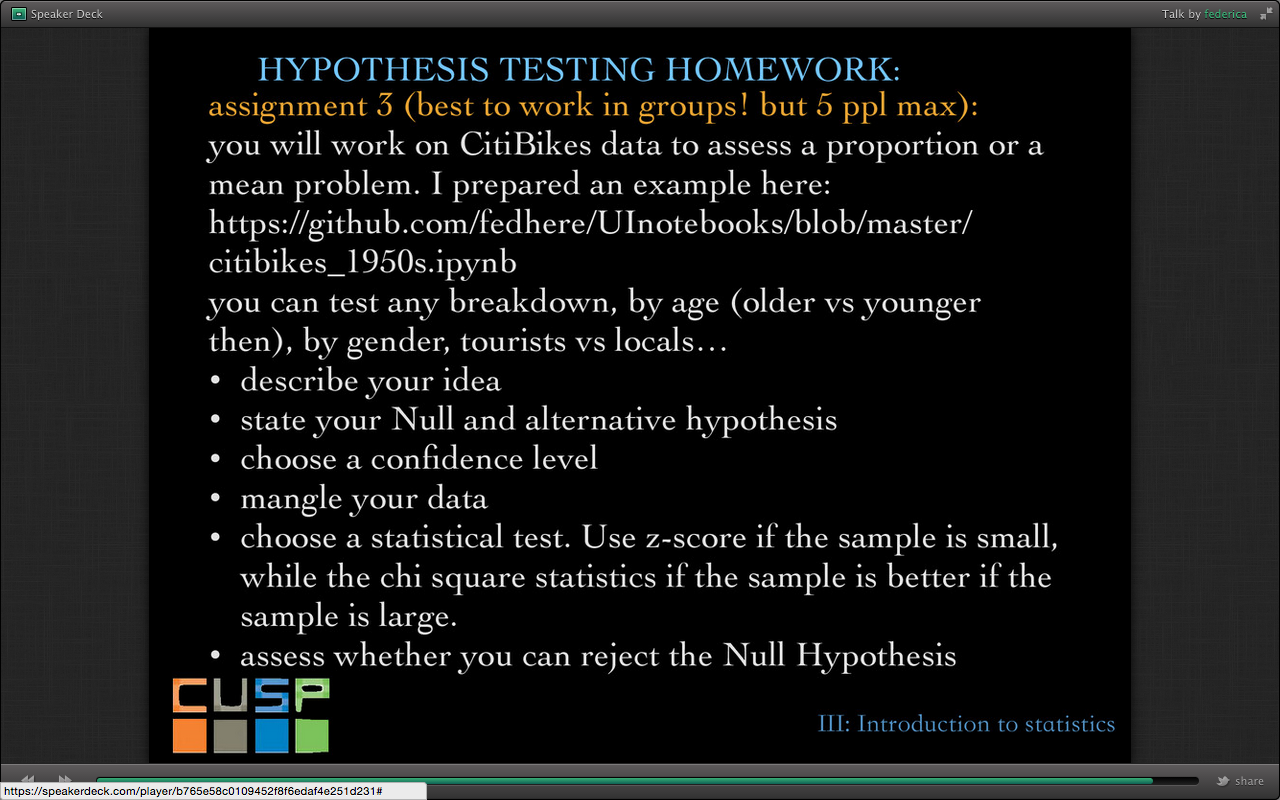 Speaker Deck
Talk by federica
HYPOTHESIS TESTING HOMEWORK:
assignment 3 (best to work in groups! but 5 ppl max):
you will work on CitiBikes data to assess a proportion or a
mean problem. I prepared an example here:
https://github.com/fedhere/UInotebooks/blob/master/
citibikes_1950s.ipynb
you can test any breakdown, by age (older vs younger
then), by gender, tourists vs locals…
• describe your idea
• state your Null and alternative hypothesis
• choose a confidence level
• mangle your data
• choose a statistical test. Use z-score if the sample is small,
while the chi square statistics if the sample is better if the
sample is large.
• assess whether you can reject the Null Hypothesis
CUSP
III: Introduction to statistics
share
https://speakerdeck.com/player/b765e58c0109452f8f6edaf4e251d231#